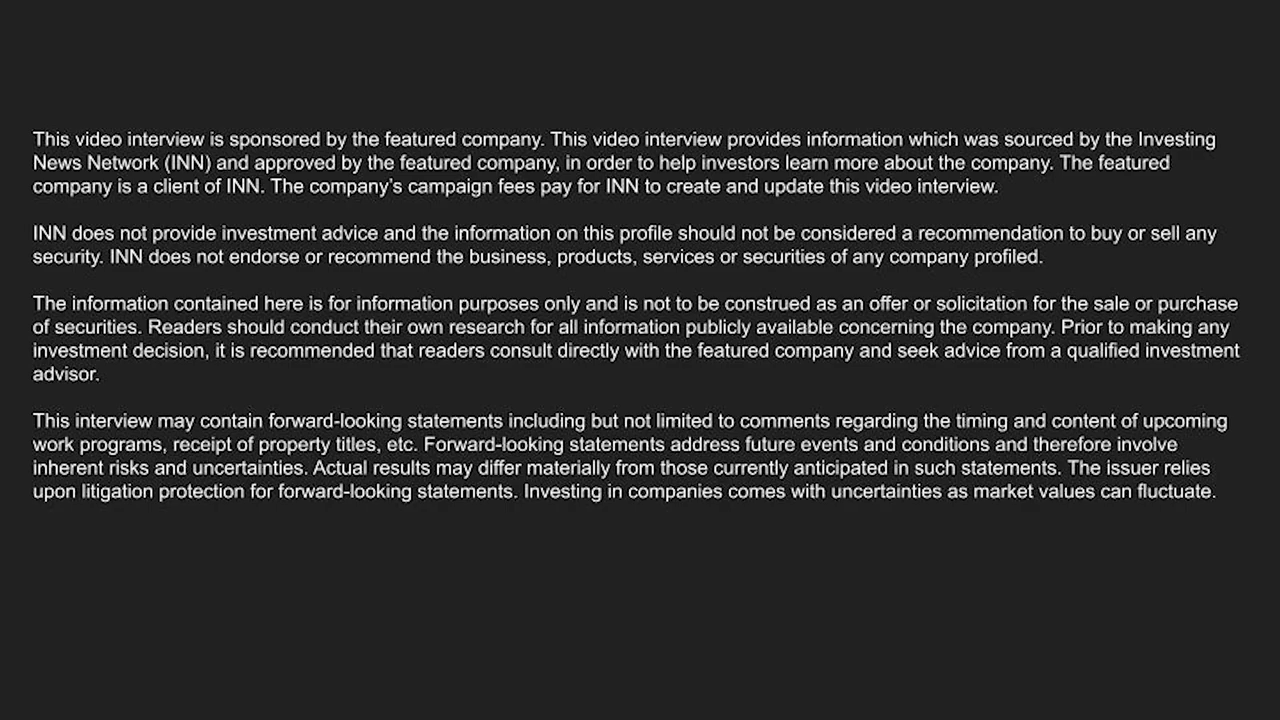 This video interview is sponsored by the featured company. This video interview provides information which was sourced by the Investing
News Network (INN) and approved by the featured company, in order to help investors learn more about the company. The featured
company is a client of INN. The company's campaign fees pay for INN to create and update this video interview.
INN does not provide investment advice and the information on this profile should not be considered a recommendation to buy or sell any
security. INN does not endorse or recommend the business, products, services or securities of any company profiled.
The information contained here is for information purposes only and is not to be construed as an offer or solicitation for the sale or purchase
of securities. Readers should conduct their own research for all information publicly available concerning the company. Prior to making any
investment decision, it is recommended that readers consult directly with the featured company and seek advice from a qualified investment
advisor.
This interview may contain forward-looking statements including but not limited to comments regarding the timing and content of upcoming
work programs, receipt of property titles, etc. Forward-looking statements address future events and conditions and therefore involve
inherent risks and uncertainties. Actual results may differ materially from those currently anticipated in such statements. The issuer relies
upon litigation protection for forward-looking statements. Investing in companies comes with uncertainties as market values can fluctuate.